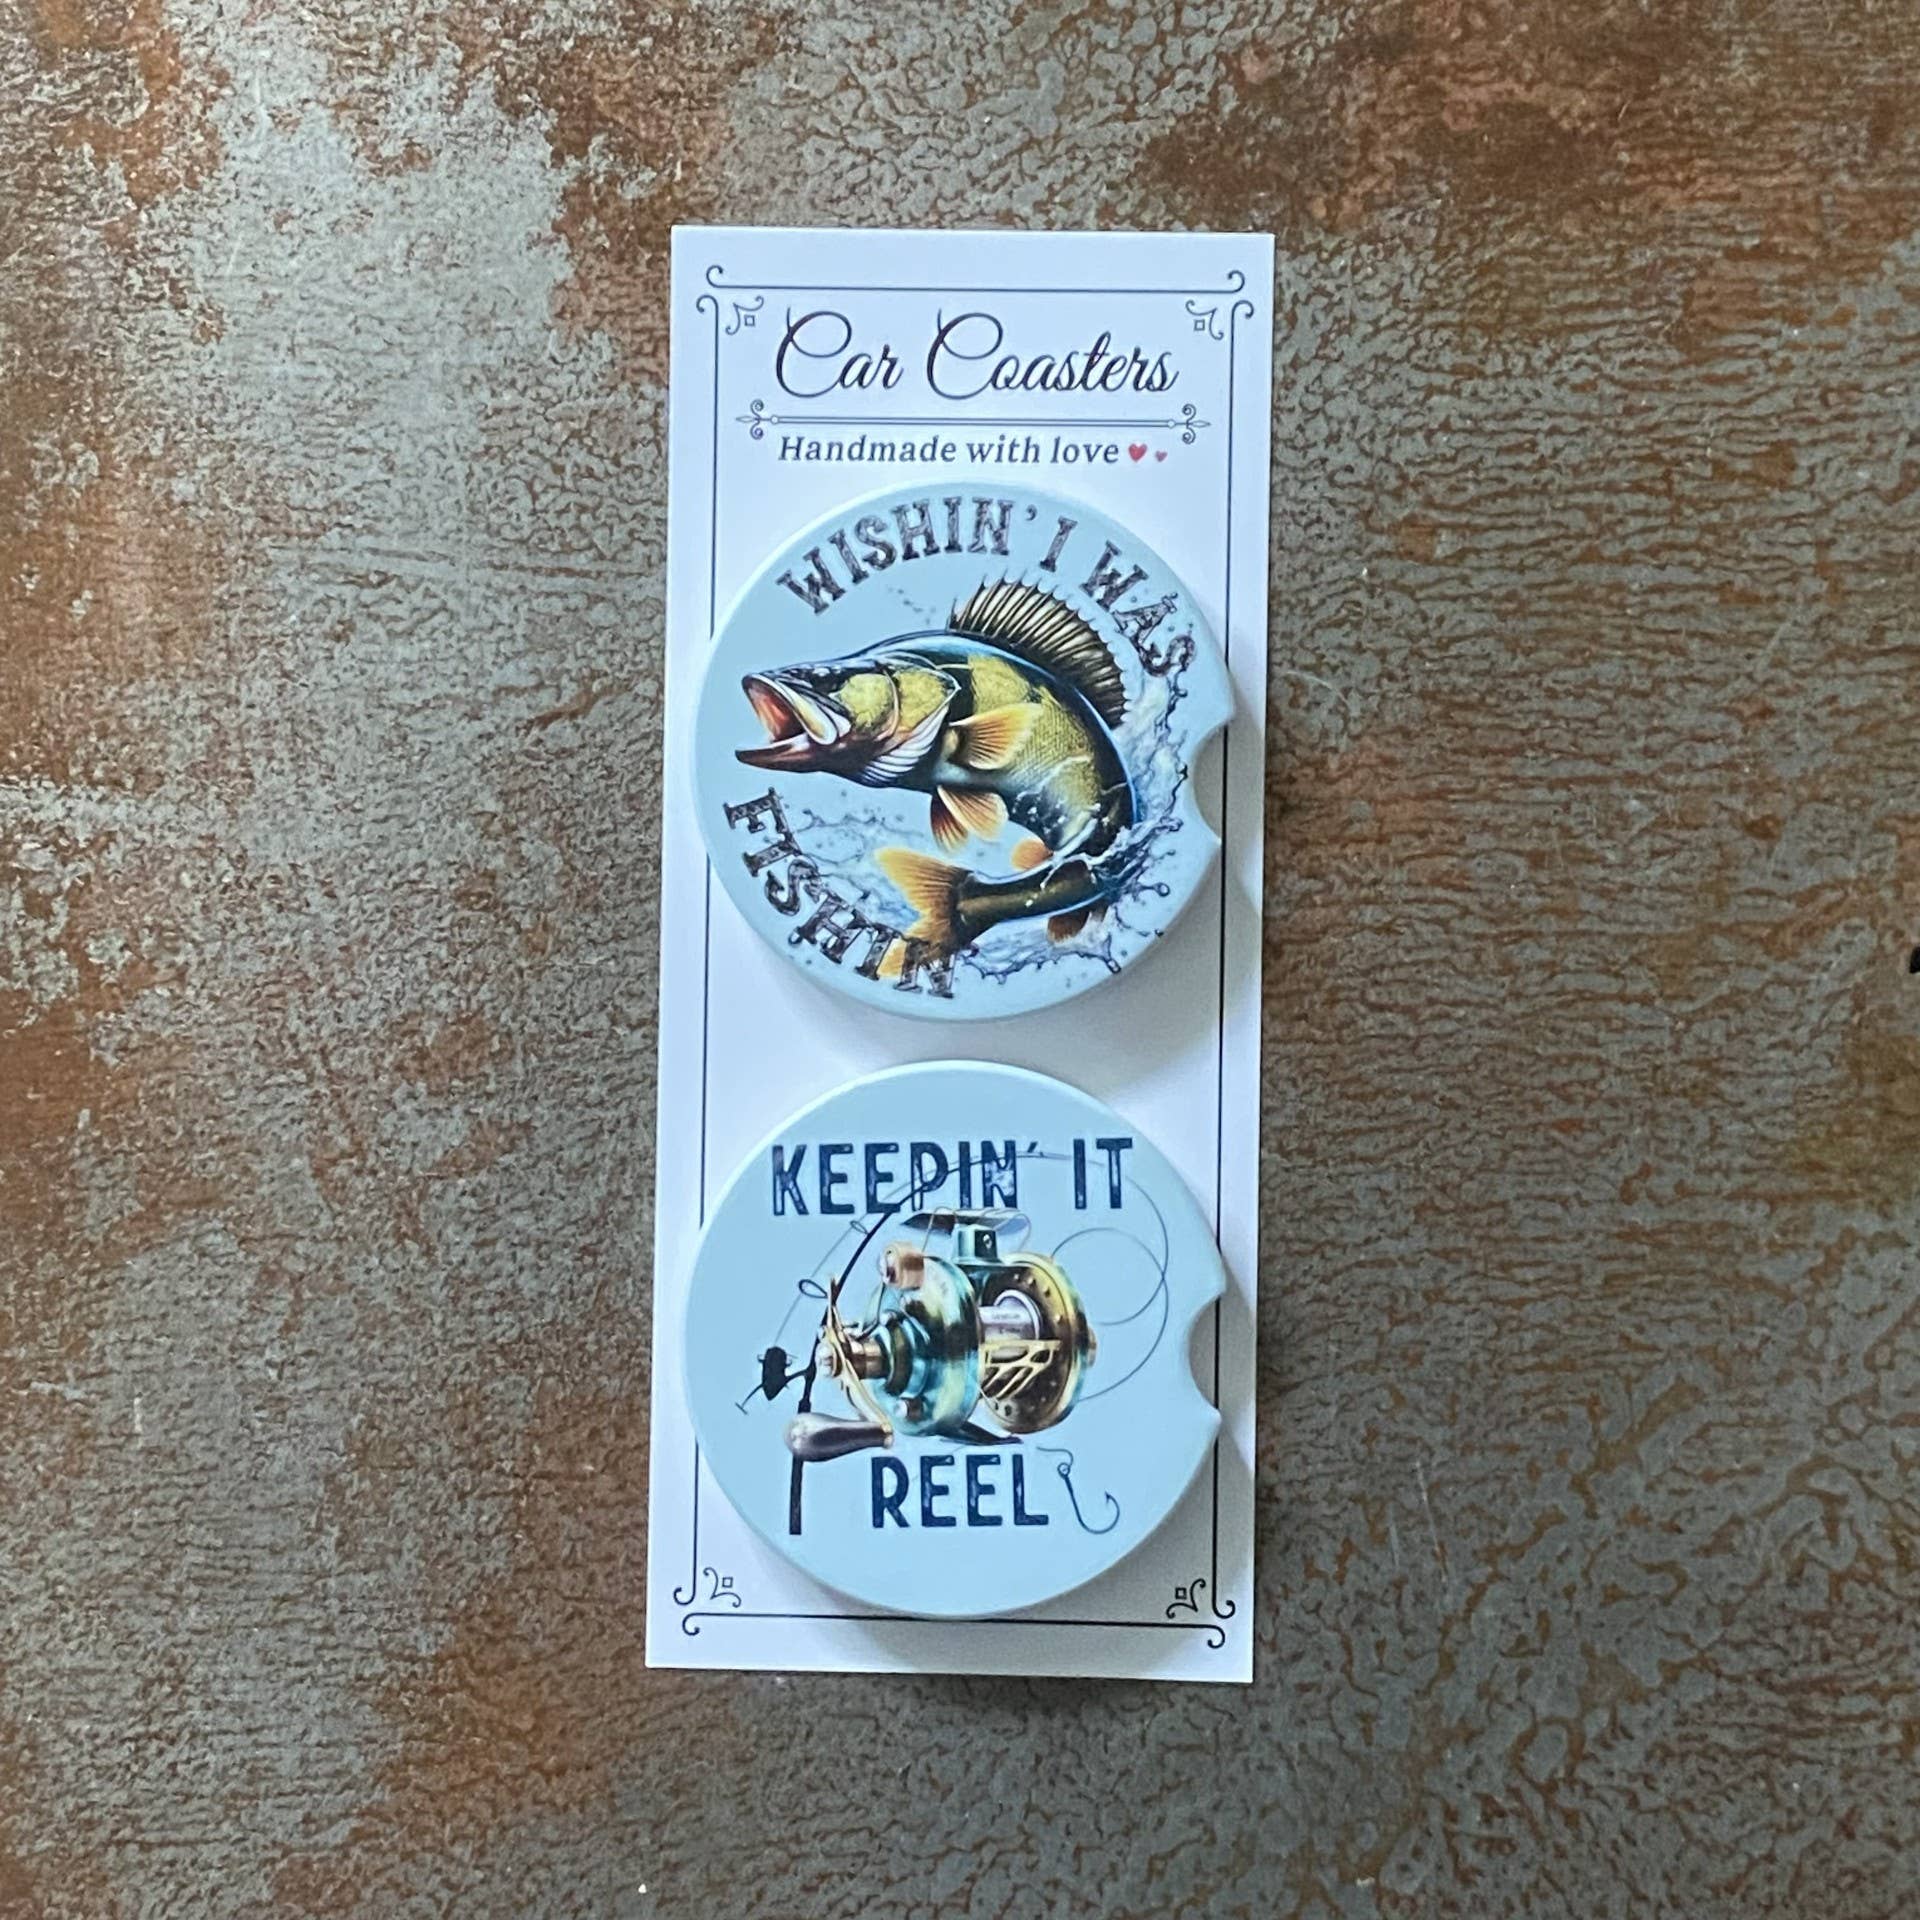 Car Coasters
Handmade with love
WISHIN' I WAS
FISHIN'
KEEPIN' IT
REEL